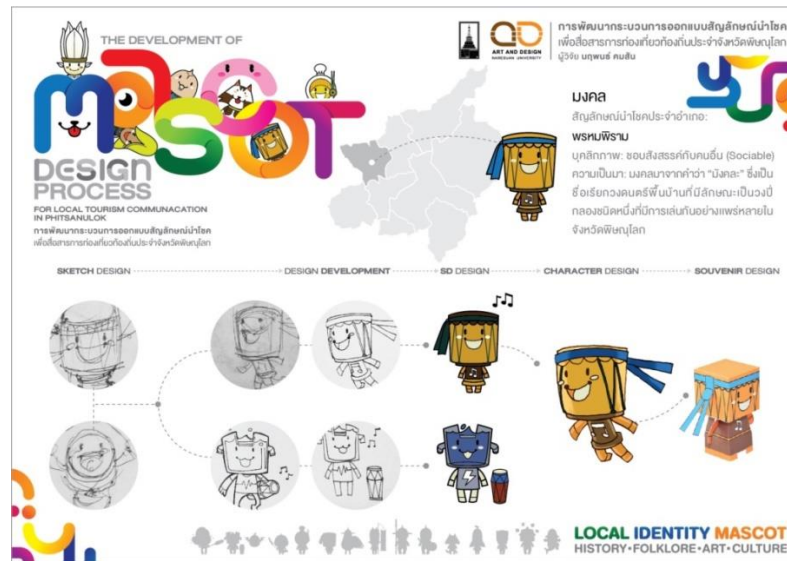 THE DEVELOPMENT OF
MASCOT
DESIGN
PROCESS
FOR LOCAL TOURISM COMMUNACATION
IN PHITSANULOK
การพัฒนากระบวนการออกแบบสัญลักษณ์นำโชค
เพื่อสื่อสารการท่องเที่ยวท้องถิ่นประจำจังหวัดพิษณุโลก
ART AND DESIGN
NARESUAN UNIVERSITY
การพัฒนากระบวนการออกแบบสัญลักษณ์นำโชค
เพื่อสื่อสารการท่องเที่ยวท้องถิ่นประจำจังหวัดพิษณุโลก
ผู้วิจัย นฤพนธ์ คมสัน
มงคล
สัญลักษณ์นำโชคประจำอำเภอ:
พรหมพิราม
บุคลิกภาพ: ชอบสังสรรค์กับคนอื่น (Sociable)
ความเป็นมา: มงคลมาจากคำว่า "มังคละ" ซึ่งเป็น
ชื่อเรียกวงดนตรีพื้นบ้านที่มีลักษณะเป็นวงปี่
กลองชนิดหนึ่งที่มีการเล่นกันอย่างแพร่หลายใน
จังหวัดพิษณุโลก
SKETCH DESIGN
DESIGN DEVELOPMENT
SD DESIGN
CHARACTER DESIGN
SOUVENIR DESIGN
LOCAL IDENTITY MASCOT
HISTORY•FOLKLORE•ART•CULTURE